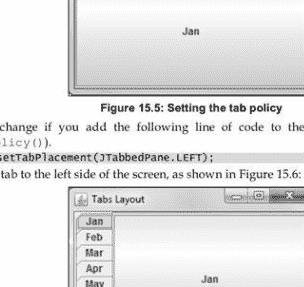 Jan
Figure 15.5: Setting the tab policy
change if you add the following line of code to the
licy()).
setTabPlacement(JTabbedPane.LEFT);
tab to the left side of the screen, as shown in Figure 15.6:
Tabs Layout
Jan
Feb
Mar
Apr
Jan
May